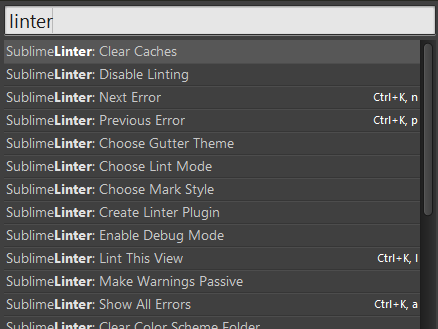 linter
SublimeLinter: Clear Caches
SublimeLinter: Disable Linting
SublimeLinter: Next Error Ctrl+K, n
SublimeLinter: Previous Error Ctrl+K, p
SublimeLinter: Choose Gutter Theme
SublimeLinter: Choose Lint Mode
SublimeLinter: Choose Mark Style
SublimeLinter: Create Linter Plugin
SublimeLinter: Enable Debug Mode
SublimeLinter: Lint This View Ctrl+K, l
SublimeLinter: Make Warnings Passive
SublimeLinter: Show All Errors Ctrl+K, a
SublimeLinter: Clear Color Scheme Folder